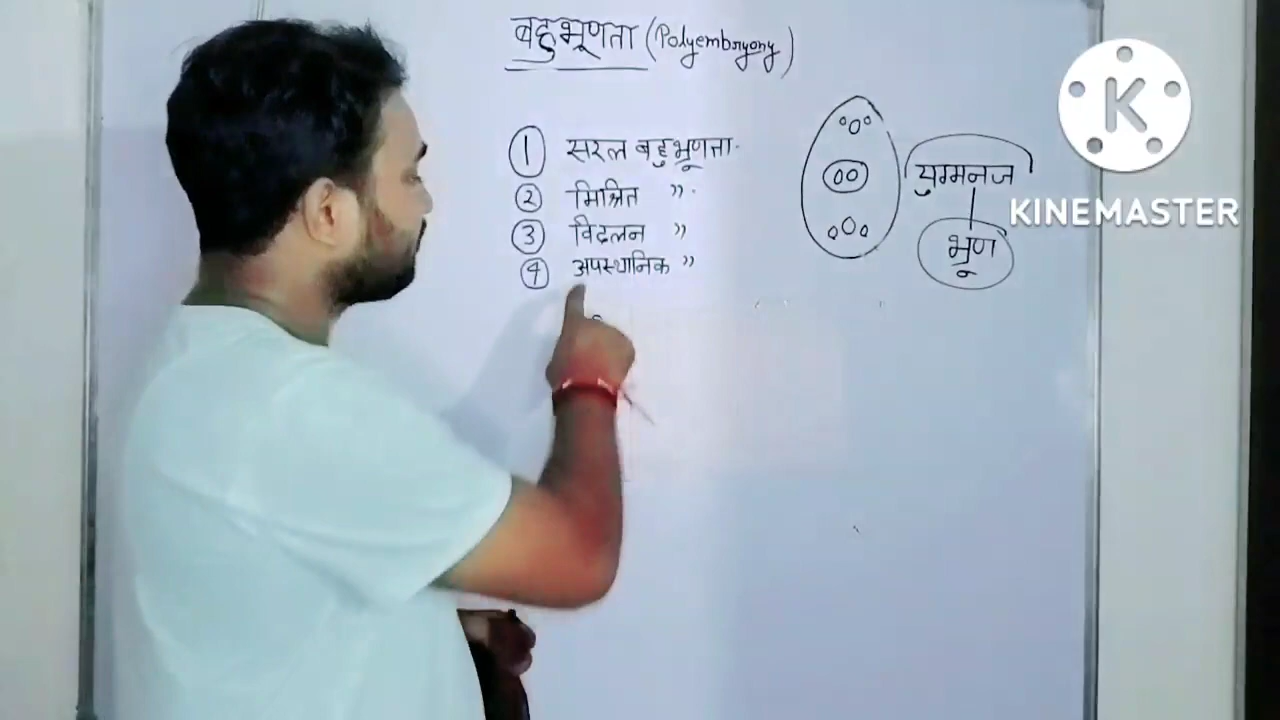 बहुभ्रूणता (Polyembryony)
① सरल बहुभ्रूणता.
② मिश्रित ”
③ विदलन ”
④ अपस्थानिक ”
युग्मनज
भ्रूण
K
KINEMASTER